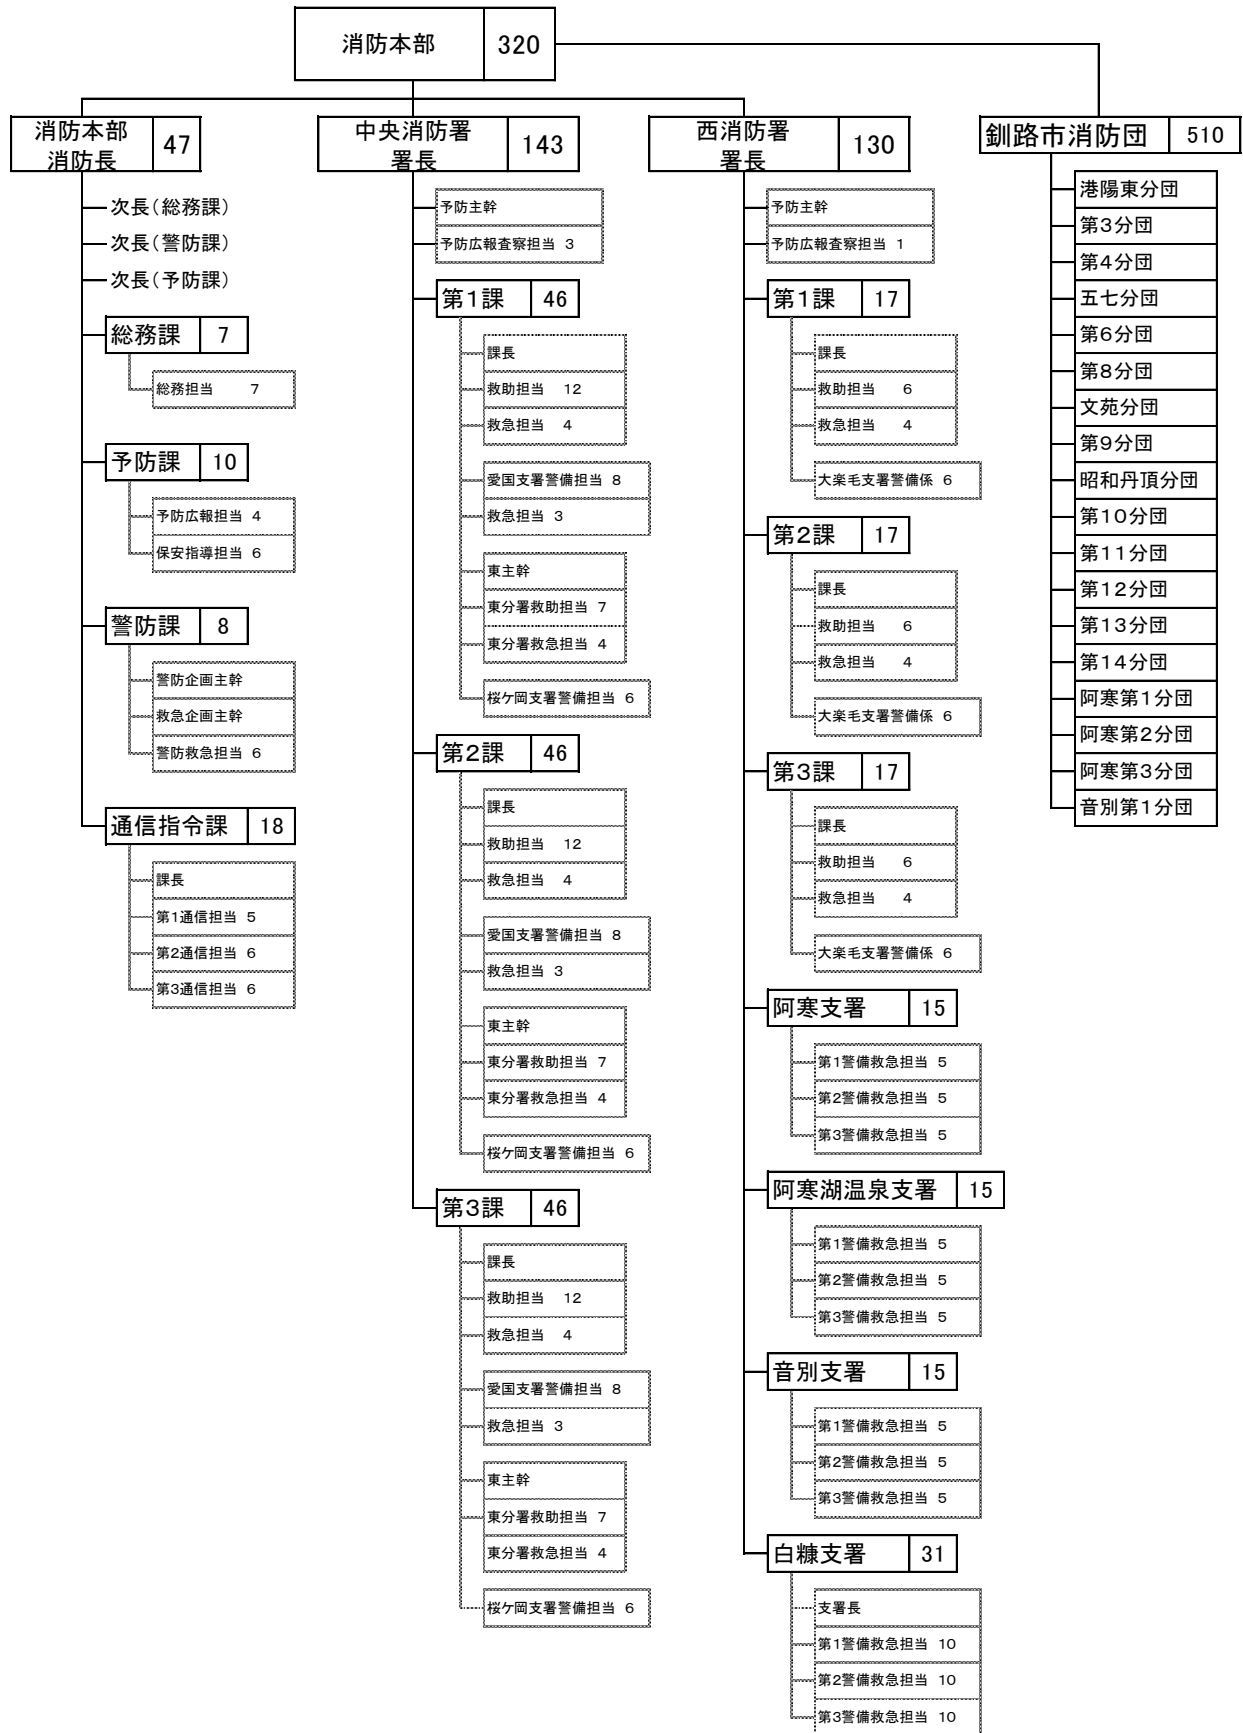 消防本部 320
消防本部
消防長 47
次長(総務課)
次長(警防課)
次長(予防課)
総務課 7
総務担当 7
予防課 10
予防広報担当 4
保安指導担当 6
警防課 8
警防企画主幹
救急企画主幹
警防救急担当 6
通信指令課 18
課長
第1通信担当 5
第2通信担当 6
第3通信担当 6
中央消防署
署長 143
予防主幹
予防広報査察担当 3
第1課 46
課長
救助担当 12
救急担当 4
愛国支署警備担当 8
救急担当 3
東主幹
東分署救助担当 7
東分署救急担当 4
桜ケ岡支署警備担当 6
第2課 46
課長
救助担当 12
救急担当 4
愛国支署警備担当 8
救急担当 3
東主幹
東分署救助担当 7
東分署救急担当 4
桜ケ岡支署警備担当 6
第3課 46
課長
救助担当 12
救急担当 4
愛国支署警備担当 8
救急担当 3
東主幹
東分署救助担当 7
東分署救急担当 4
桜ケ岡支署警備担当 6
西消防署
署長 130
予防主幹
予防広報査察担当 1
第1課 17
課長
救助担当 6
救急担当 4
大楽毛支署警備係 6
第2課 17
課長
救助担当 6
救急担当 4
大楽毛支署警備係 6
第3課 17
課長
救助担当 6
救急担当 4
大楽毛支署警備係 6
阿寒支署 15
第1警備救急担当 5
第2警備救急担当 5
第3警備救急担当 5
阿寒湖温泉支署 15
第1警備救急担当 5
第2警備救急担当 5
第3警備救急担当 5
音別支署 15
第1警備救急担当 5
第2警備救急担当 5
第3警備救急担当 5
白糠支署 31
支署長
第1警備救急担当 10
第2警備救急担当 10
第3警備救急担当 10
釧路市消防団 510
港陽東分団
第3分団
第4分団
五七分団
第6分団
第8分団
文苑分団
第9分団
昭和丹頂分団
第10分団
第11分団
第12分団
第13分団
第14分団
阿寒第1分団
阿寒第2分団
阿寒第3分団
音別第1分団